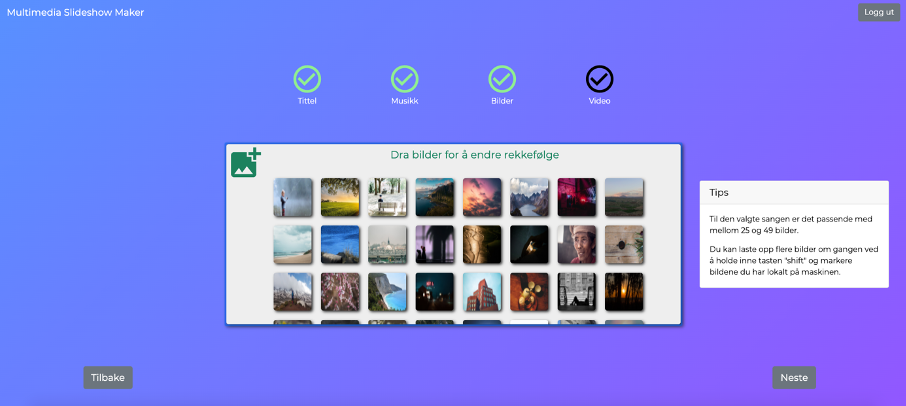 Multimedia Slideshow Maker
Logg ut
Tittel
Musikk
Bilder
Video
Dra bilder for å endre rekkefølge
Tips
Til den valgte sangen er det passende med
mellom 25 og 49 bilder.
Du kan laste opp flere bilder om gangen ved
å holde inne tasten "shift" og markere
bildene du har lokalt på maskinen.
Tilbake
Neste